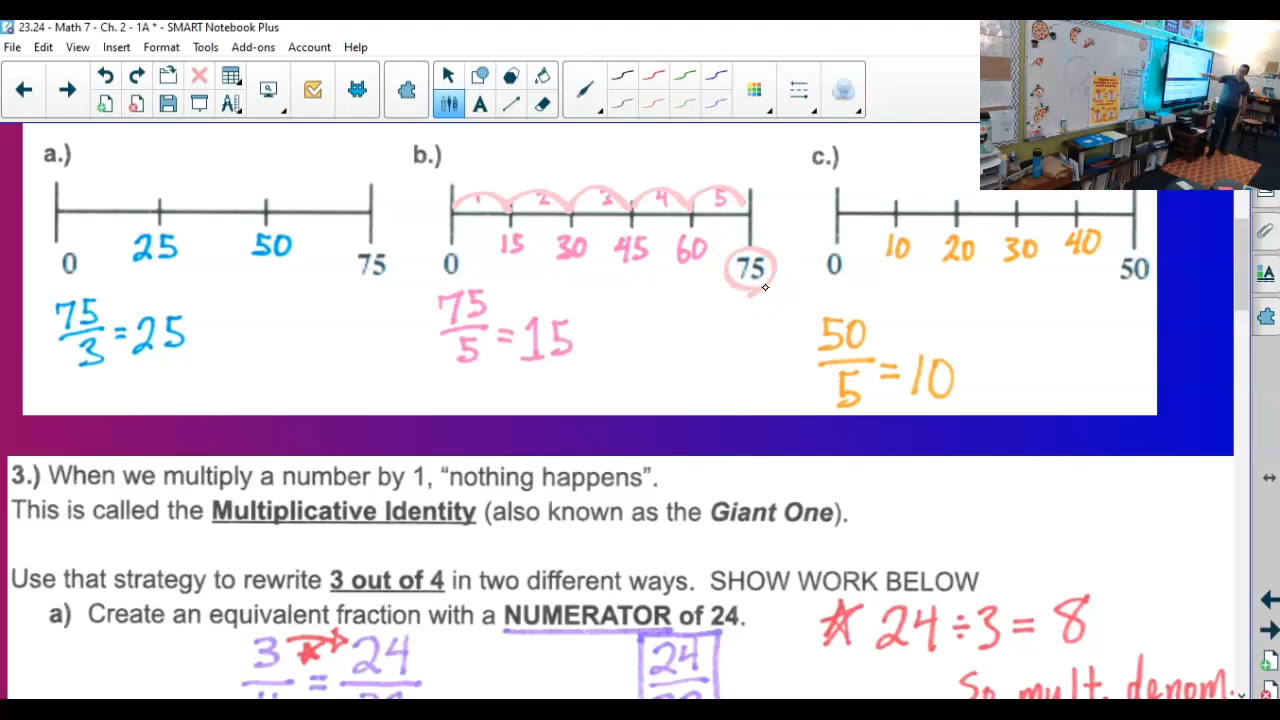 23.24 - Math 7 - Ch. 2 - 1A * - SMART Notebook Plus
File Edit View Insert Format Tools Add-ons Account Help
a.)
0 25 50 75
75/3 = 25
b.)
1 2 3 4 5
0 15 30 45 60 75
75/5 = 15
c.)
0 10 20 30 40 50
50/5 = 10
3.) When we multiply a number by 1, “nothing happens”.
This is called the Multiplicative Identity (also known as the Giant One).
Use that strategy to rewrite 3 out of 4 in two different ways. SHOW WORK BELOW
a) Create an equivalent fraction with a NUMERATOR of 24.
24 ÷ 3 = 8
3 = 24
24
So mult. denom.